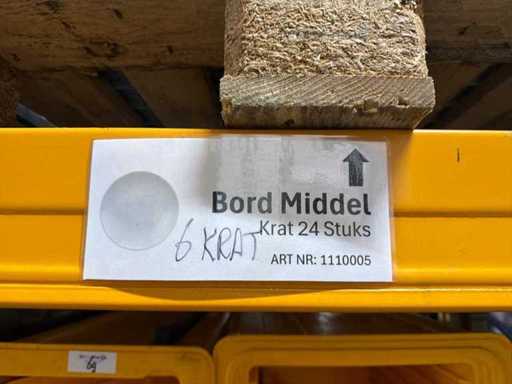 Bord Middel
Krat 24 Stuks
6 KRAT
ART NR: 1110005